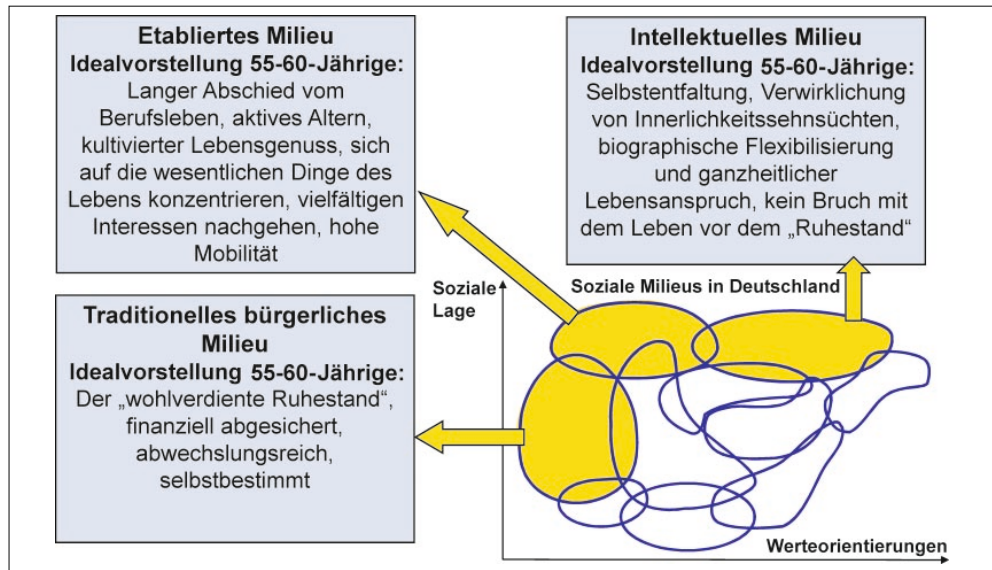 Etabliertes Milieu
Idealvorstellung 55-60-Jährige:
Langer Abschied vom
Berufsleben, aktives Altern,
kultivierter Lebensgenuss, sich
auf die wesentlichen Dinge des
Lebens konzentrieren, vielfältigen
Interessen nachgehen, hohe
Mobilität
Intellektuelles Milieu
Idealvorstellung 55-60-Jährige:
Selbstentfaltung, Verwirklichung
von Innerlichkeitssehnsüchten,
biographische Flexibilisierung
und ganzheitlicher
Lebensanspruch, kein Bruch mit
dem Leben vor dem „Ruhestand“
Traditionelles bürgerliches
Milieu
Idealvorstellung 55-60-Jährige:
Der „wohlverdiente Ruhestand“,
finanziell abgesichert,
abwechslungsreich,
selbstbestimmt
Soziale
Lage
Soziale Milieus in Deutschland
Werteorientierungen